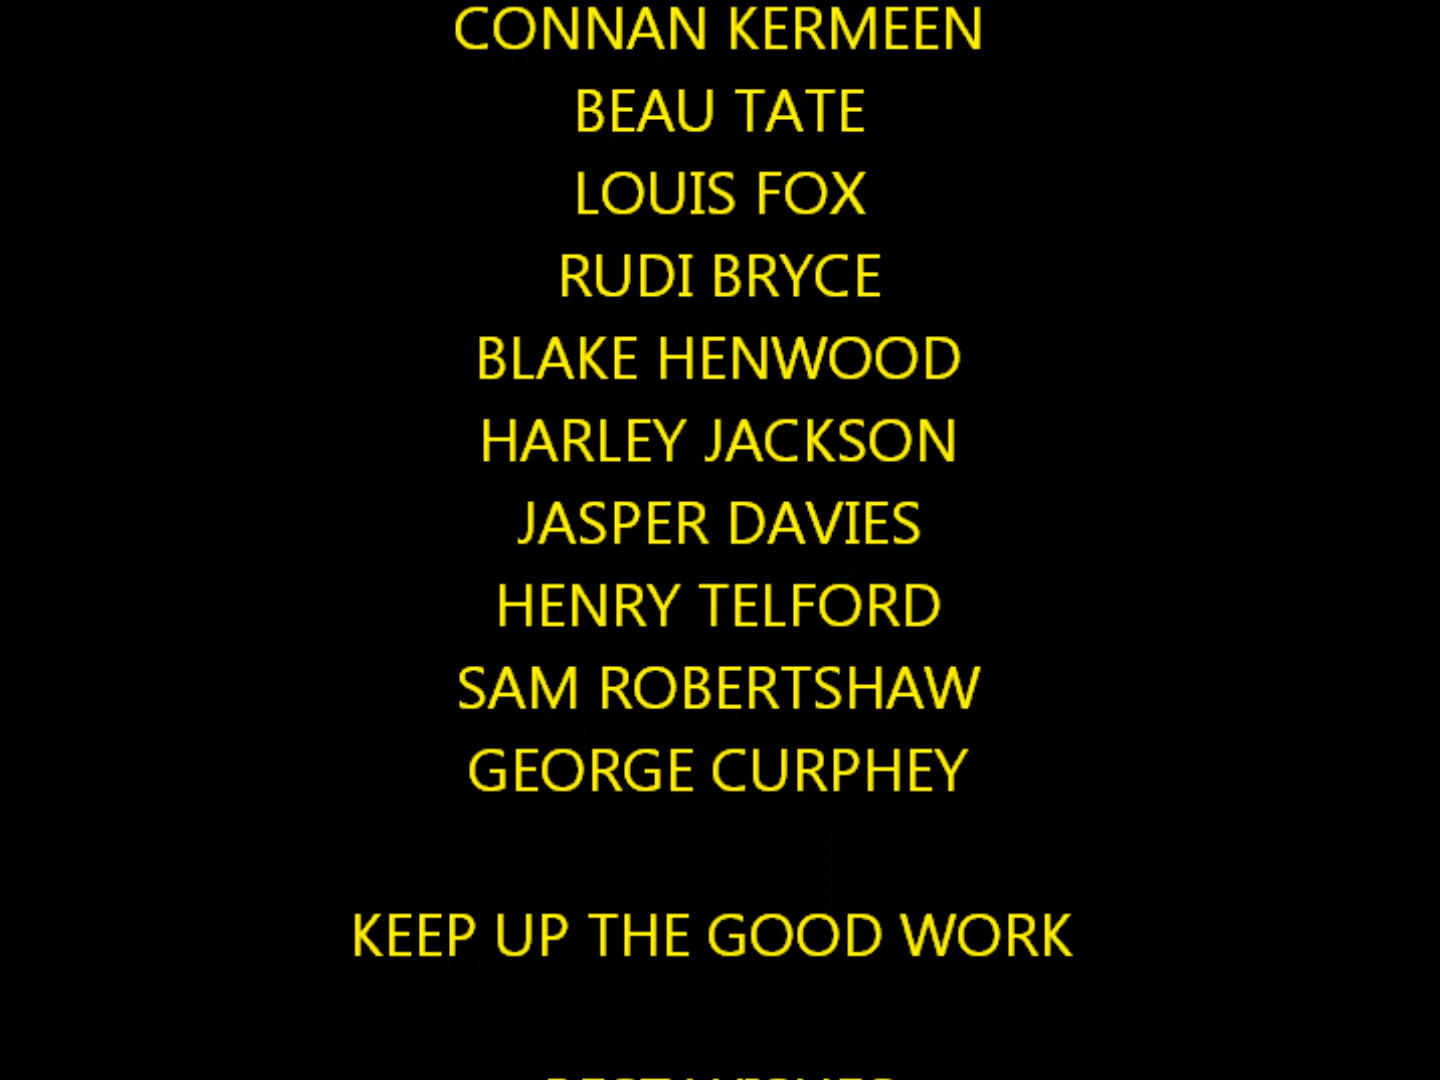 CONNAN KERMEEN
BEAU TATE
LOUIS FOX
RUDI BRYCE
BLAKE HENWOOD
HARLEY JACKSON
JASPER DAVIES
HENRY TELFORD
SAM ROBERTSHAW
GEORGE CURPHEY
KEEP UP THE GOOD WORK